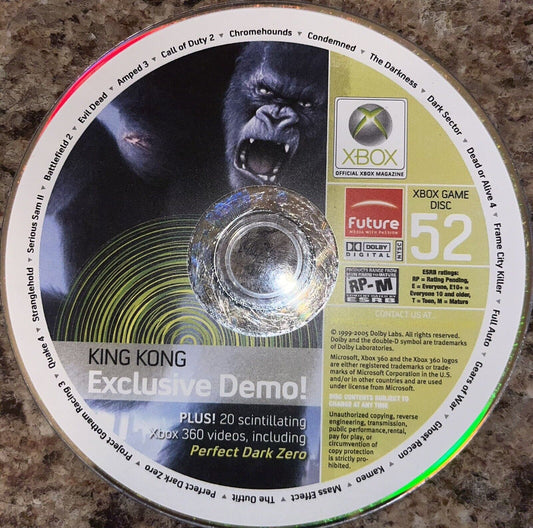 Project Gotham Racing 3 ▼ Quake 4 ▼ Stranglehold ▼ Serious Sam II ▼ Battlefield 2 ▼ Evil Dead ▼ Amped 3 ▼ Call of Duty 2 ▼ Chromehounds ▼ Condemned ▼ The Darkness ▼ Dark Sector ▼ Dead or Alive 4 ▼ Frame City Killer ▼ Full Auto ▼ Gears of War ▼ Ghost Recon ▼ Kameo ▼ Mass Effect ▼ The Outfit ▼ Perfect Dark Zero ▼
XBOX
OFFICIAL XBOX MAGAZINE
Future
MEDIA WITH PASSION
XBOX GAME
DISC
52
DOLBY
DIGITAL
NTSC
PRODUCTS RANGE FROM
RP-M
ESRB
ESRB ratings:
RP = Rating Pending,
E = Everyone, E10+ =
Everyone 10 and older,
T = Teen, M = Mature
CONTACT US AT
KING KONG
Exclusive Demo!
PLUS! 20 scintillating
Xbox 360 videos, including
Perfect Dark Zero
© 1999-2005 Dolby Labs. All rights reserved.
Dolby and the double-D symbol are trademarks
of Dolby Laboratories.
Microsoft, Xbox 360 and the Xbox 360 logos
are either registered trademarks or trade-
marks of Microsoft Corporation in the U.S.
and/or in other countries and are used
under license from Microsoft.
DISC CONTENTS SUBJECT TO
CHANGE AT ANY TIME
Unauthorized copying, reverse
engineering, transmission,
public performance, rental,
pay for play, or
circumvention of
copy protection
is strictly pro-
hibited.